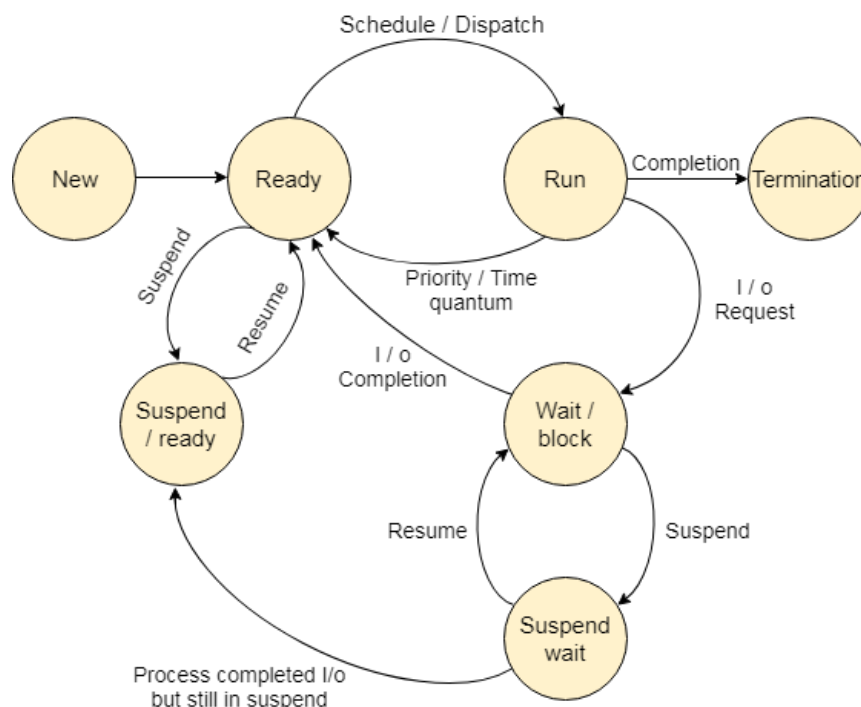 Schedule / Dispatch
New
Ready
Run
Completion
Termination
Suspend
Resume
Priority / Time
quantum
I / o
Request
I / o
Completion
Suspend
/ ready
Wait /
block
Resume
Suspend
Suspend
wait
Process completed I/o
but still in suspend